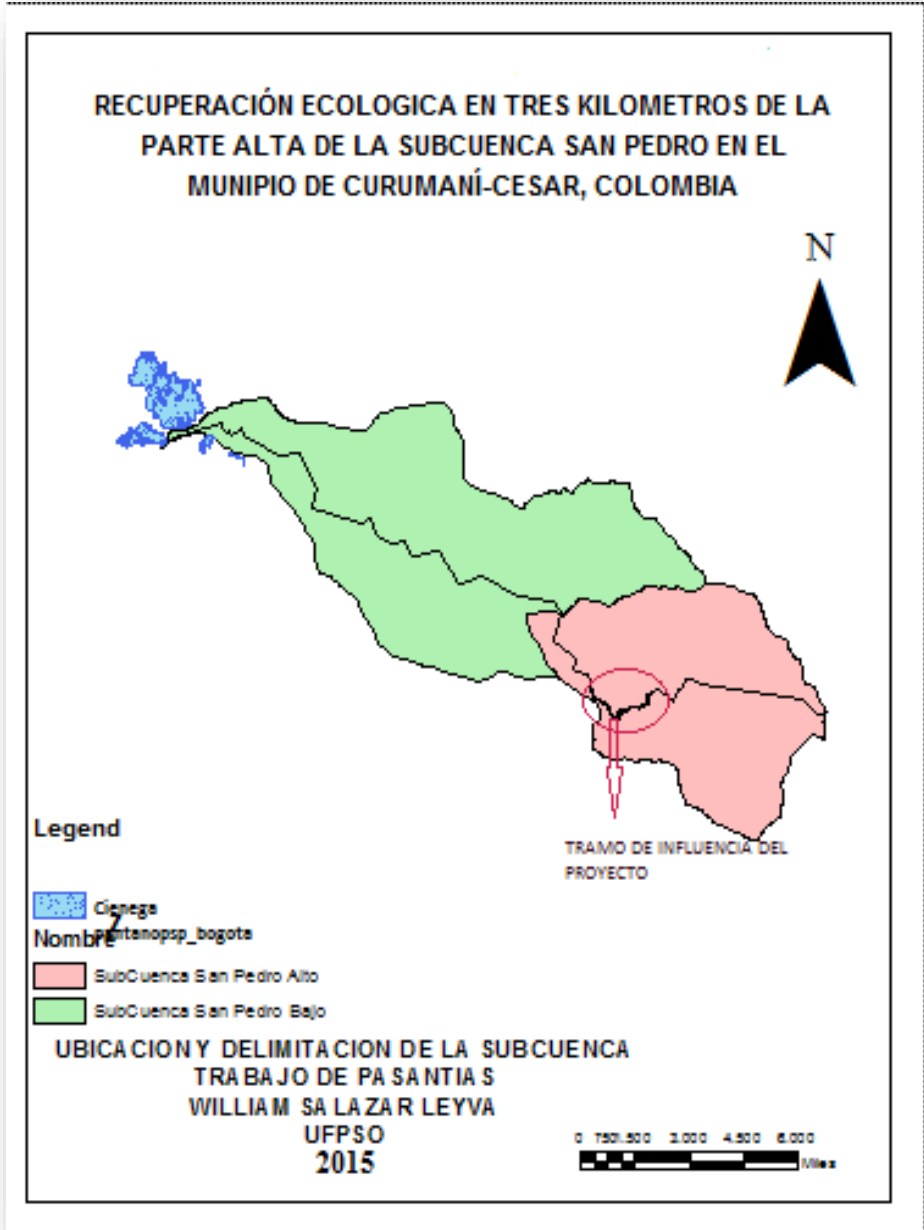 RECUPERACIÓN ECOLOGICA EN TRES KILOMETROS DE LA
PARTE ALTA DE LA SUBCUENCA SAN PEDRO EN EL
MUNIPIO DE CURUMANÍ-CESAR, COLOMBIA
N
TRAMO DE INFLUENCIA DEL
PROYECTO
Legend
Cienega
Nombre
SubCuenca San Pedro Alto
SubCuenca San Pedro Bajo
UBICACION Y DELIMITACION DE LA SUBCUENCA
TRABAJO DE PASANTIAS
WILLIAM SALAZAR LEYVA
UFPSO
2015
0 750 1.500 3.000 4.500 6.000
Miles